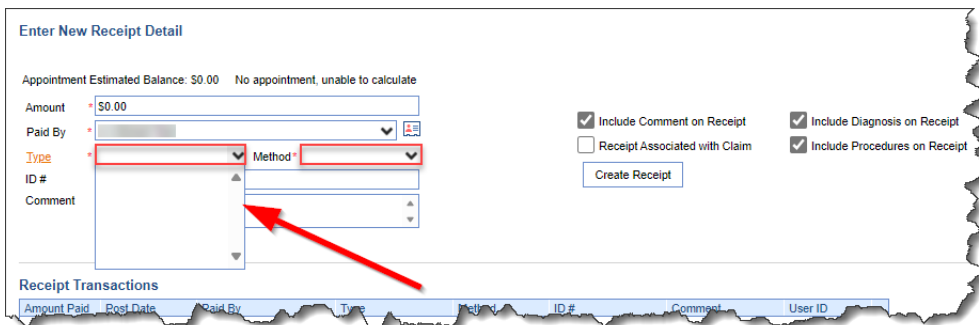 Enter New Receipt Detail
Appointment Estimated Balance: $0.00 No appointment, unable to calculate
Amount * $0.00
Paid By *
Include Comment on Receipt Include Diagnosis on Receipt
Type * Method *
Receipt Associated with Claim Include Procedures on Receipt
ID #
Create Receipt
Comment
Receipt Transactions
Amount Paid Post Date Paid By Type Method ID # Comment User ID